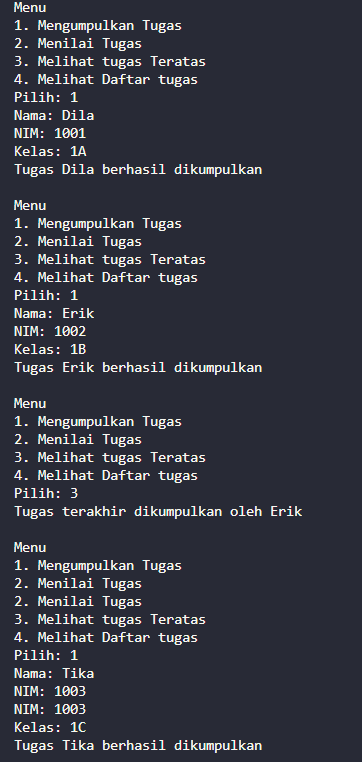 Menu
1. Mengumpulkan Tugas
2. Menilai Tugas
3. Melihat tugas Teratas
4. Melihat Daftar tugas
Pilih: 1
Nama: Dila
NIM: 1001
Kelas: 1A
Tugas Dila berhasil dikumpulkan

Menu
1. Mengumpulkan Tugas
2. Menilai Tugas
3. Melihat tugas Teratas
4. Melihat Daftar tugas
Pilih: 1
Nama: Erik
NIM: 1002
Kelas: 1B
Tugas Erik berhasil dikumpulkan

Menu
1. Mengumpulkan Tugas
2. Menilai Tugas
3. Melihat tugas Teratas
4. Melihat Daftar tugas
Pilih: 3
Tugas terakhir dikumpulkan oleh Erik

Menu
1. Mengumpulkan Tugas
2. Menilai Tugas
2. Menilai Tugas
3. Melihat tugas Teratas
4. Melihat Daftar tugas
Pilih: 1
Nama: Tika
NIM: 1003
NIM: 1003
Kelas: 1C
Tugas Tika berhasil dikumpulkan